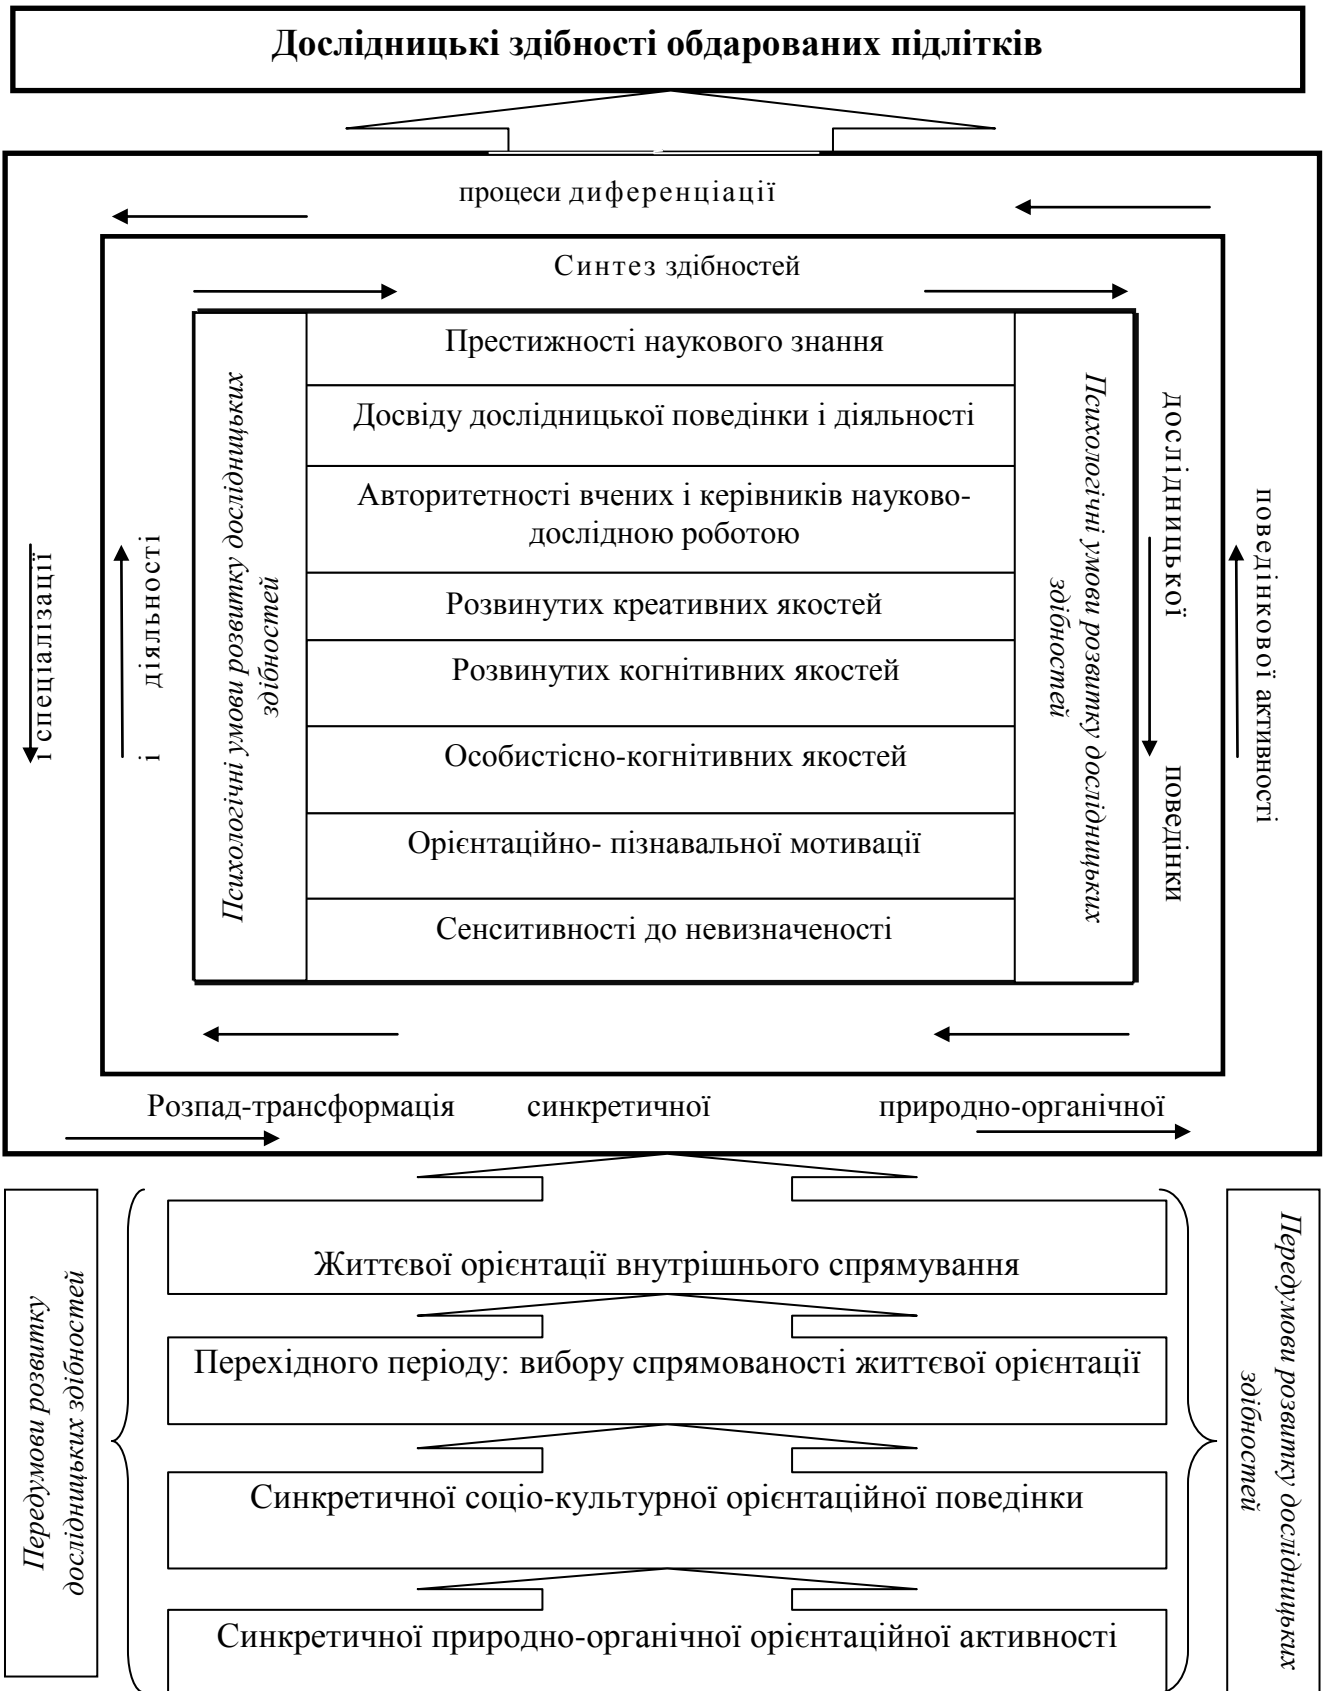 Дослідницькі здібності обдарованих підлітків
процеси диференціації
Синтез здібностей
Престижності наукового знання
Досвіду дослідницької поведінки і діяльності
Авторитетності вчених і керівників науково-
дослідною роботою
Розвинутих креативних якостей
Розвинутих когнітивних якостей
Особистісно-когнітивних якостей
Орієнтаційно- пізнавальної мотивації
Сенситивності до невизначеності
і спеціалізації
і діяльності
Психологічні умови розвитку дослідницьких
здібностей
Психологічні умови розвитку дослідницьких
здібностей
дослідницької поведінки
поведінкової активності
Розпад-трансформація синкретичної природно-органічної
Передумови розвитку
дослідницьких здібностей
Життєвої орієнтації внутрішнього спрямування
Перехідного періоду: вибору спрямованості життєвої орієнтації
Синкретичної соціо-культурної орієнтаційної поведінки
Синкретичної природно-органічної орієнтаційної активності
Передумови розвитку дослідницьких
здібностей